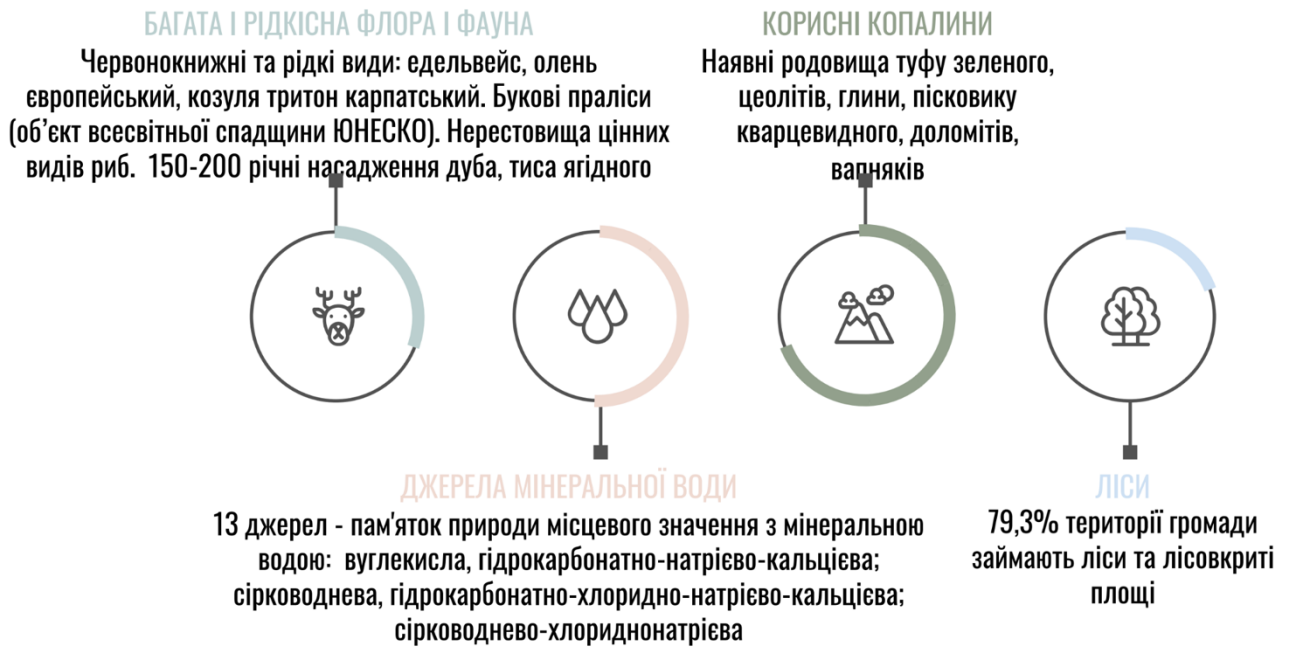 БАГАТА І РІДКІСНА ФЛОРА І ФАУНА
Червонокнижні та рідкі види: едельвейс, олень
європейський, козуля тритон карпатський. Букові праліси
(об’єкт всесвітньої спадщини ЮНЕСКО). Нерестовища цінних
видів риб. 150-200 річні насадження дуба, тиса ягідного
КОРИСНІ КОПАЛИНИ
Наявні родовища туфу зеленого,
цеолітів, глини, пісковику
кварцевидного, доломітів,
вапняків
ДЖЕРЕЛА МІНЕРАЛЬНОЇ ВОДИ
13 джерел - пам'яток природи місцевого значення з мінеральною
водою: вуглекисла, гідрокарбонатно-натрієво-кальцієва;
сірководнева, гідрокарбонатно-хлоридно-натрієво-кальцієва;
сірководнево-хлориднонатрієва
ЛІСИ
79,3% території громади
займають ліси та лісовкриті
площі